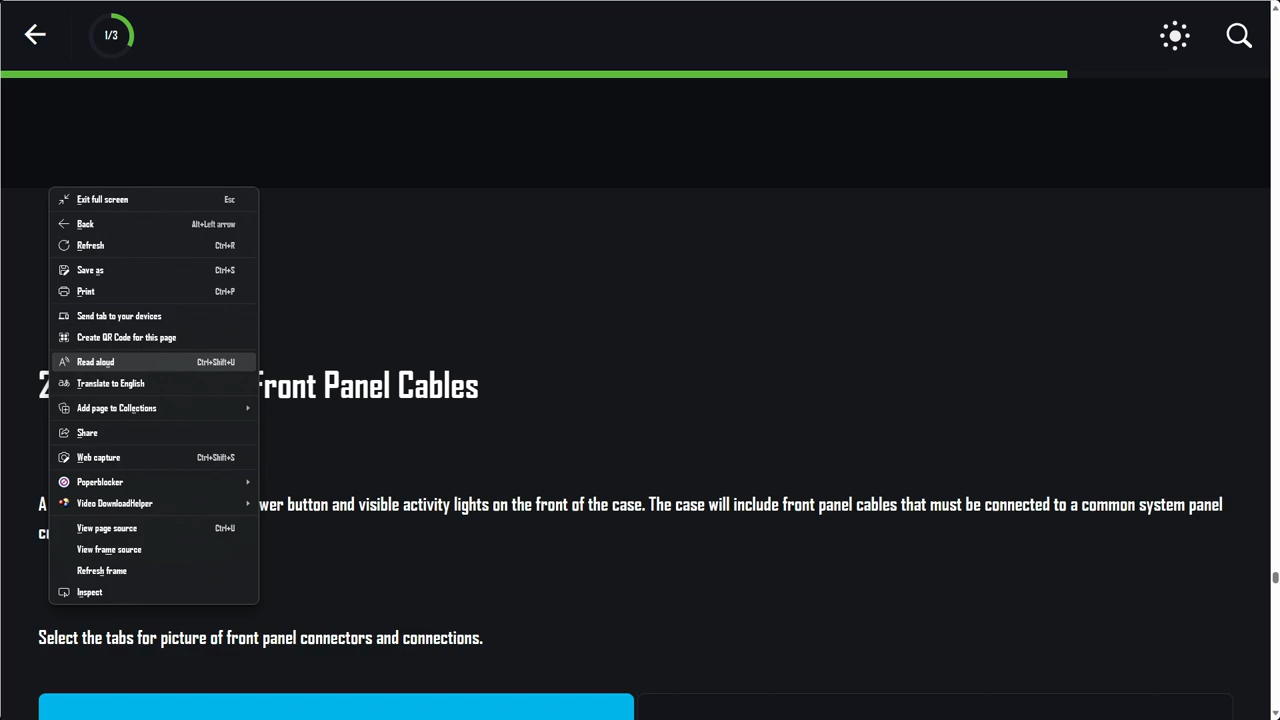 1/3
Exit full screen Esc
Back Alt+Left arrow
Refresh Ctrl+R
Save as Ctrl+S
Print Ctrl+P
Send tab to your devices
Create QR Code for this page
Read aloud Ctrl+Shift+U
Translate to English
Add page to Collections
Share
Web capture Ctrl+Shift+S
Poperblocker
Video DownloadHelper
View page source Ctrl+U
View frame source
Refresh frame
Inspect
2 Front Panel Cables
A wer button and visible activity lights on the front of the case. The case will include front panel cables that must be connected to a common system panel
Select the tabs for picture of front panel connectors and connections.